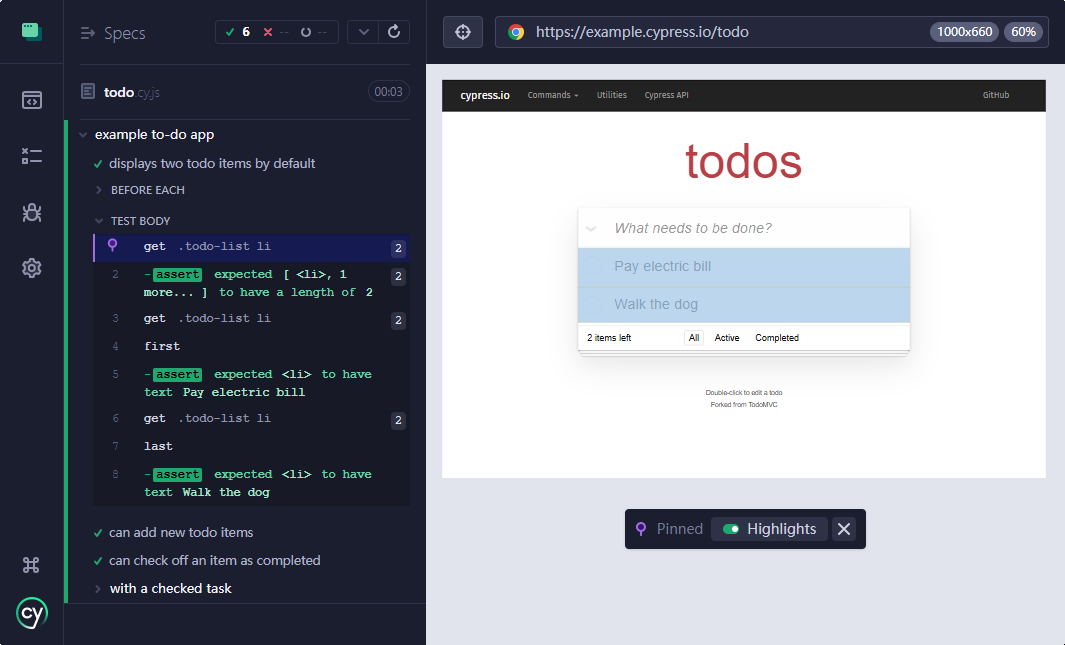 Specs
6 -- --
todo.cy.js
00:03
example to-do app
displays two todo items by default
BEFORE EACH
TEST BODY
get .todo-list li 2
2 -assert expected [ <li>, 1 2
more... ] to have a length of 2
3 get .todo-list li 2
4 first
5 -assert expected <li> to have
text Pay electric bill
6 get .todo-list li 2
7 last
8 -assert expected <li> to have
text Walk the dog
can add new todo items
can check off an item as completed
with a checked task
cy
https://example.cypress.io/todo 1000x660 60%
cypress.io Commands Utilities Cypress API GitHub
todos
What needs to be done?
Pay electric bill
Walk the dog
2 items left All Active Completed
Double-click to edit a todo
Forked from TodoMVC
Pinned Highlights